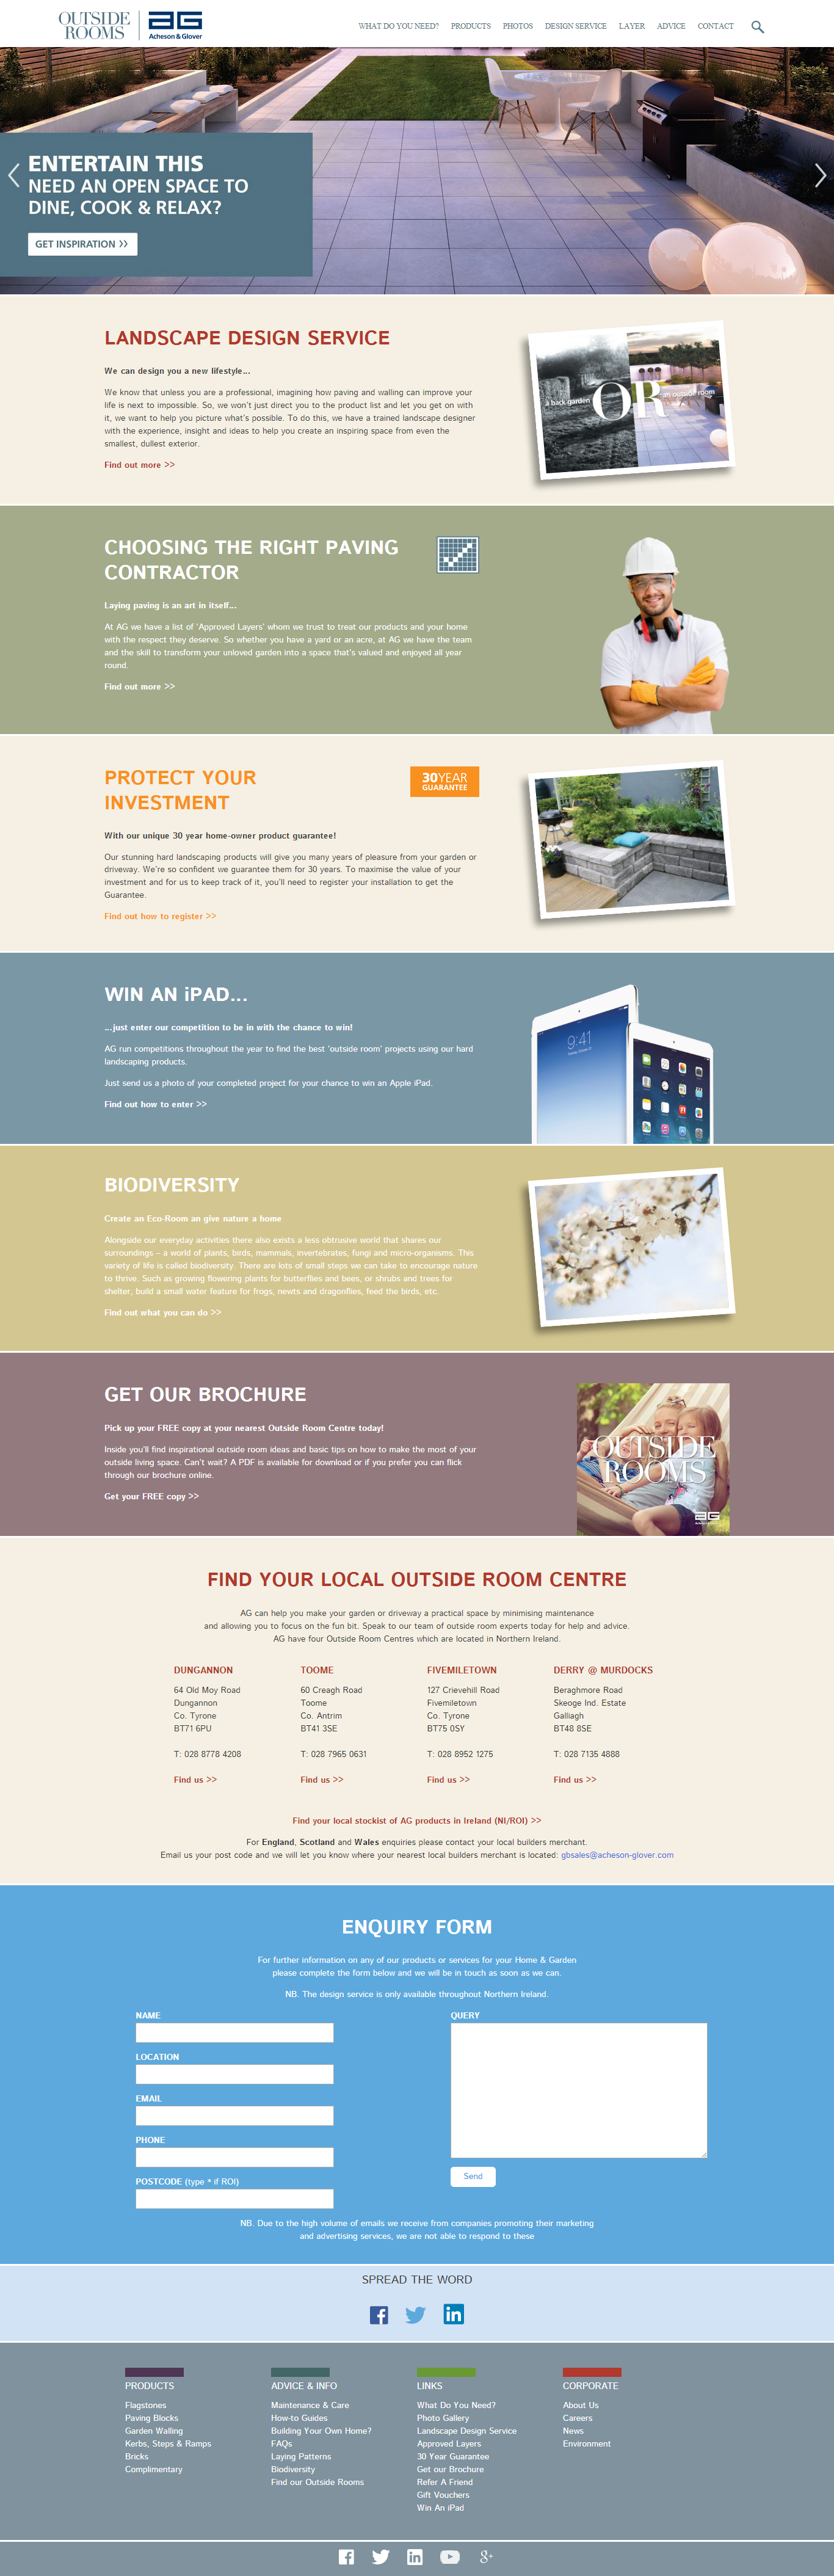 OUTSIDE
ROOMS
AG
Acheson & Glover
WHAT DO YOU NEED? PRODUCTS PHOTOS DESIGN SERVICE LAYER ADVICE CONTACT
ENTERTAIN THIS
NEED AN OPEN SPACE TO
DINE, COOK & RELAX?
GET INSPIRATION >>
LANDSCAPE DESIGN SERVICE
We can design you a new lifestyle...
We know that unless you are a professional, imagining how paving and walling can improve your
life is next to impossible. So, we won't just direct you to the product list and let you get on with
it, we want to help you picture what's possible. To do this, we have a trained landscape designer
with the experience, insight and ideas to help you create an inspiring space from even the
smallest, dullest exterior.
Find out more >>
a back garden OR an outside room
CHOOSING THE RIGHT PAVING
CONTRACTOR
Laying paving is an art in itself...
At AG we have a list of 'Approved Layers' whom we trust to treat our products and your home
with the respect they deserve. So whether you have a yard or an acre, at AG we have the team
and the skill to transform your unloved garden into a space that's valued and enjoyed all year
round.
Find out more >>
PROTECT YOUR
INVESTMENT
30 YEAR
GUARANTEE
With our unique 30 year home-owner product guarantee!
Our stunning hard landscaping products will give you many years of pleasure from your garden or
driveway. We're so confident we guarantee them for 30 years. To maximise the value of your
investment and for us to keep track of it, you'll need to register your installation to get the
Guarantee.
Find out how to register >>
WIN AN iPAD...
...just enter our competition to be in with the chance to win!
AG run competitions throughout the year to find the best 'outside room' projects using our hard
landscaping products.
Just send us a photo of your completed project for your chance to win an Apple iPad.
Find out how to enter >>
9:41
BIODIVERSITY
Create an Eco-Room an give nature a home
Alongside our everyday activities there also exists a less obtrusive world that shares our
surroundings – a world of plants, birds, mammals, invertebrates, fungi and micro-organisms. This
variety of life is called biodiversity. There are lots of small steps we can take to encourage nature
to thrive. Such as growing flowering plants for butterflies and bees, or shrubs and trees for
shelter, build a small water feature for frogs, newts and dragonflies, feed the birds, etc.
Find out what you can do >>
GET OUR BROCHURE
Pick up your FREE copy at your nearest Outside Room Centre today!
Inside you'll find inspirational outside room ideas and basic tips on how to make the most of your
outside living space. Can't wait? A PDF is available for download or if you prefer you can flick
through our brochure online.
Get your FREE copy >>
OUTSIDE
ROOMS
AG
FIND YOUR LOCAL OUTSIDE ROOM CENTRE
AG can help you make your garden or driveway a practical space by minimising maintenance
and allowing you to focus on the fun bit. Speak to our team of outside room experts today for help and advice.
AG have four Outside Room Centres which are located in Northern Ireland.
DUNGANNON
64 Old Moy Road
Dungannon
Co. Tyrone
BT71 6PU
T: 028 8778 4208
Find us >>
TOOME
60 Creagh Road
Toome
Co. Antrim
BT41 3SE
T: 028 7965 0631
Find us >>
FIVEMILETOWN
127 Crievehill Road
Fivemiletown
Co. Tyrone
BT75 0SY
T: 028 8952 1275
Find us >>
DERRY @ MURDOCKS
Beraghmore Road
Skeoge Ind. Estate
Galliagh
BT48 8SE
T: 028 7135 4888
Find us >>
Find your local stockist of AG products in Ireland (NI/ROI) >>
For England, Scotland and Wales enquiries please contact your local builders merchant.
Email us your post code and we will let you know where your nearest local builders merchant is located: gbsales@acheson-glover.com
ENQUIRY FORM
For further information on any of our products or services for your Home & Garden
please complete the form below and we will be in touch as soon as we can.
NB. The design service is only available throughout Northern Ireland.
NAME
LOCATION
EMAIL
PHONE
POSTCODE (type * if ROI)
QUERY
Send
NB. Due to the high volume of emails we receive from companies promoting their marketing
and advertising services, we are not able to respond to these
SPREAD THE WORD
PRODUCTS
Flagstones
Paving Blocks
Garden Walling
Kerbs, Steps & Ramps
Bricks
Complimentary
ADVICE & INFO
Maintenance & Care
How-to Guides
Building Your Own Home?
FAQs
Laying Patterns
Biodiversity
Find our Outside Rooms
LINKS
What Do You Need?
Photo Gallery
Landscape Design Service
Approved Layers
30 Year Guarantee
Get our Brochure
Refer A Friend
Gift Vouchers
Win An iPad
CORPORATE
About Us
Careers
News
Environment